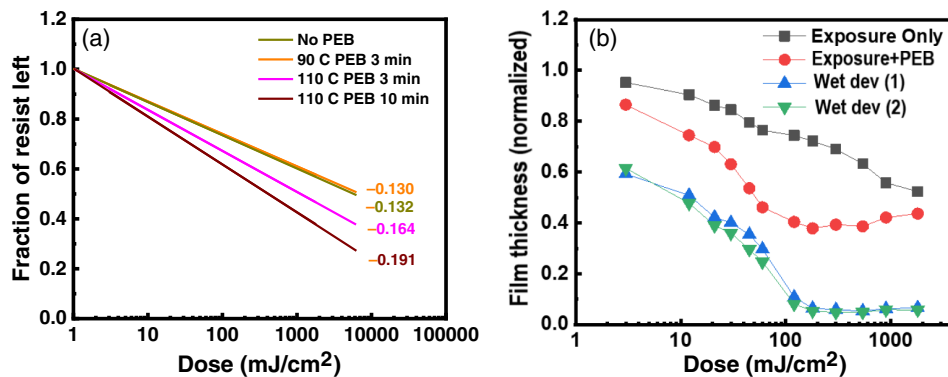 (a)
No PEB
90 C PEB 3 min
110 C PEB 3 min
110 C PEB 10 min
−0.130
−0.132
−0.164
−0.191
Fraction of resist left
1.2
1.0
0.8
0.6
0.4
0.2
0.0
1 10 100 1000 10000 100000
Dose (mJ/cm2)
(b)
Exposure Only
Exposure+PEB
Wet dev (1)
Wet dev (2)
Film thickness (normalized)
1.2
1.0
0.8
0.6
0.4
0.2
0.0
1 10 100 1000
Dose (mJ/cm2)